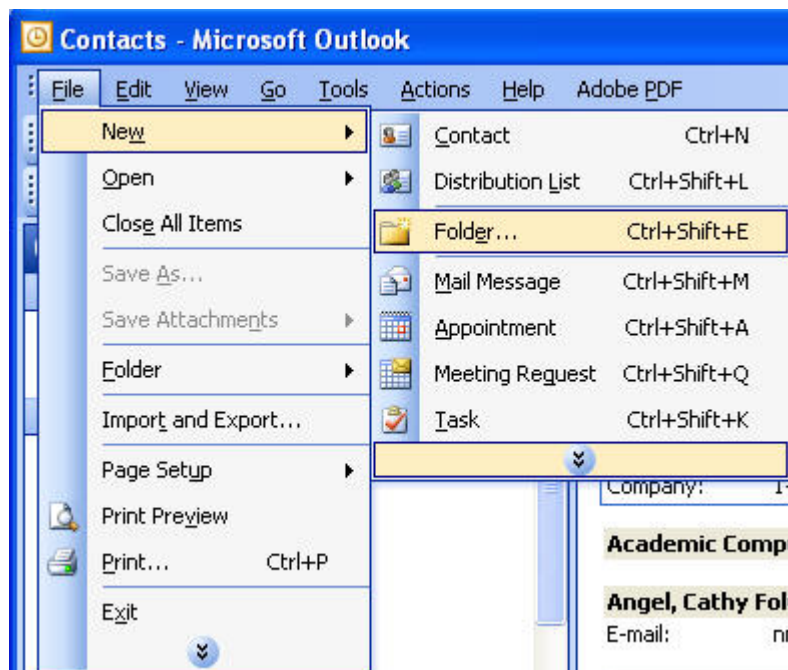 Contacts - Microsoft Outlook
File Edit View Go Tools Actions Help Adobe PDF
New
Open
Close All Items
Save As...
Save Attachments
Folder
Import and Export...
Page Setup
Print Preview
Print... Ctrl+P
Exit
Contact Ctrl+N
Distribution List Ctrl+Shift+L
Folder... Ctrl+Shift+E
Mail Message Ctrl+Shift+M
Appointment Ctrl+Shift+A
Meeting Request Ctrl+Shift+Q
Task Ctrl+Shift+K
Company:
Academic Comp
Angel, Cathy Fol
E-mail: